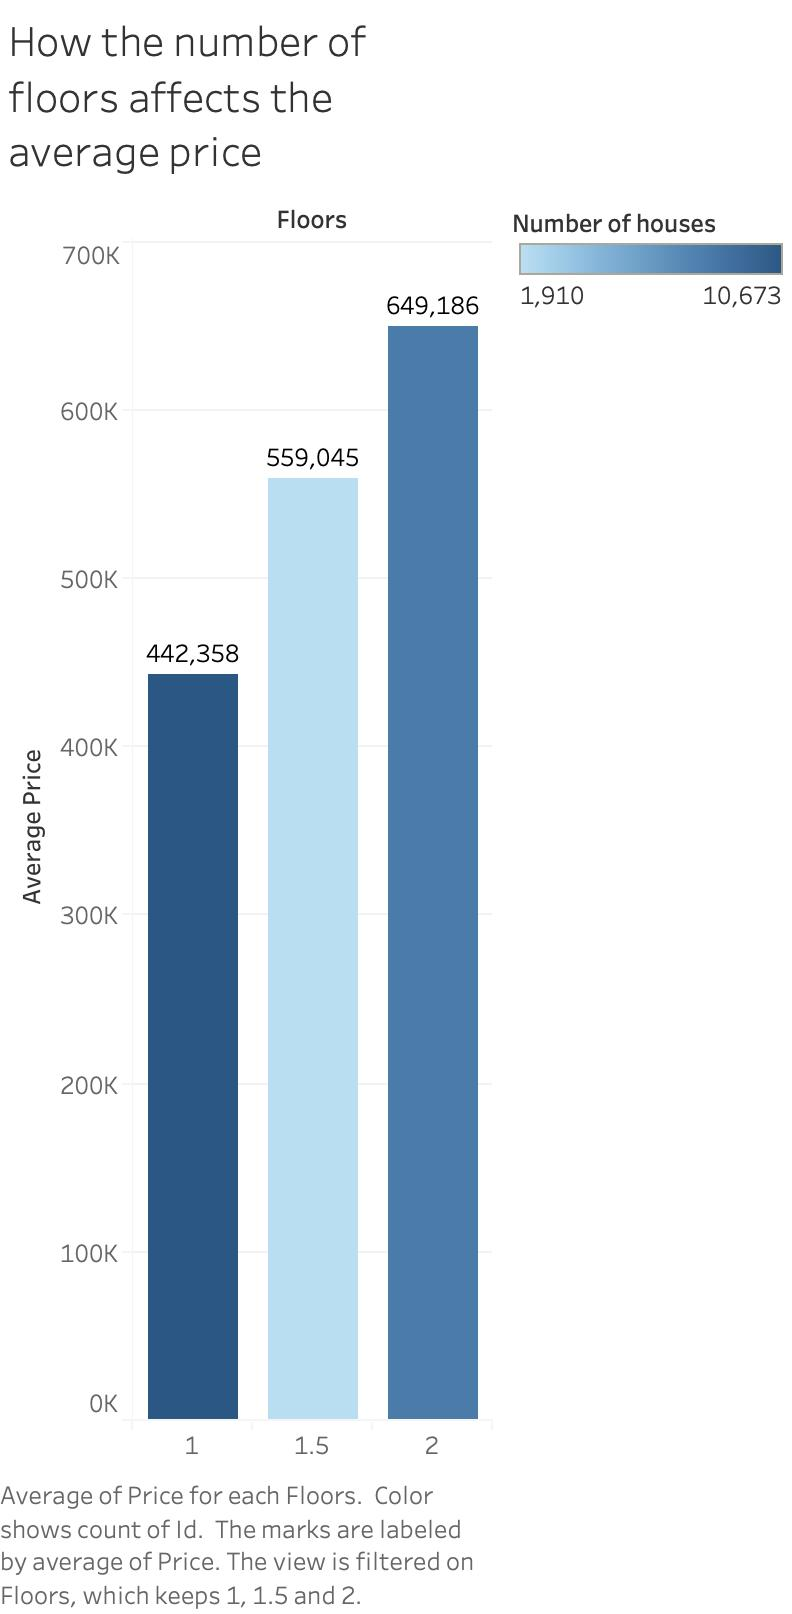 How the number of
floors affects the
average price
Floors
Number of houses
1,910 10,673
700K
600K
500K
400K
300K
200K
100K
0K
Average Price
442,358
559,045
649,186
1 1.5 2
Average of Price for each Floors.  Color
shows count of Id.  The marks are labeled
by average of Price. The view is filtered on
Floors, which keeps 1, 1.5 and 2.